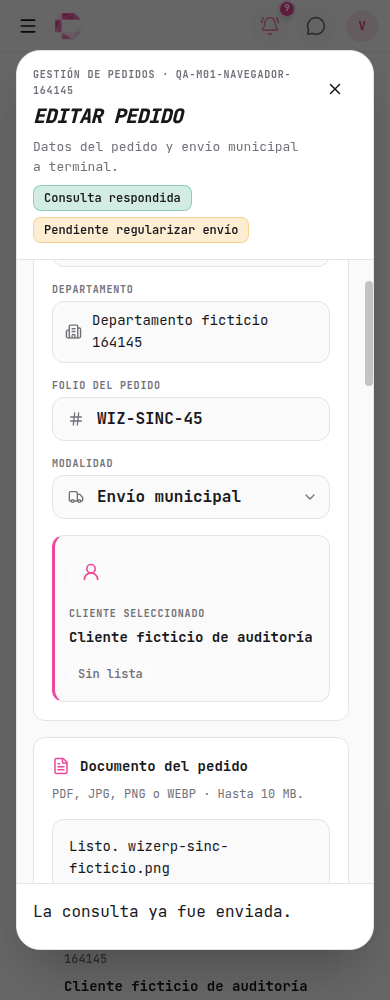 9
V
GESTIÓN DE PEDIDOS · QA-M01-NAVEGADOR-
164145
EDITAR PEDIDO
Datos del pedido y envío municipal
a terminal.
Consulta respondida
Pendiente regularizar envío
DEPARTAMENTO
Departamento ficticio
164145
FOLIO DEL PEDIDO
WIZ-SINC-45
MODALIDAD
Envío municipal
CLIENTE SELECCIONADO
Cliente ficticio de auditoría
Sin lista
Documento del pedido
PDF, JPG, PNG o WEBP · Hasta 10 MB.
Listo. wizerp-sinc-
ficticio.png
La consulta ya fue enviada.
164145
Cliente ficticio de auditoría